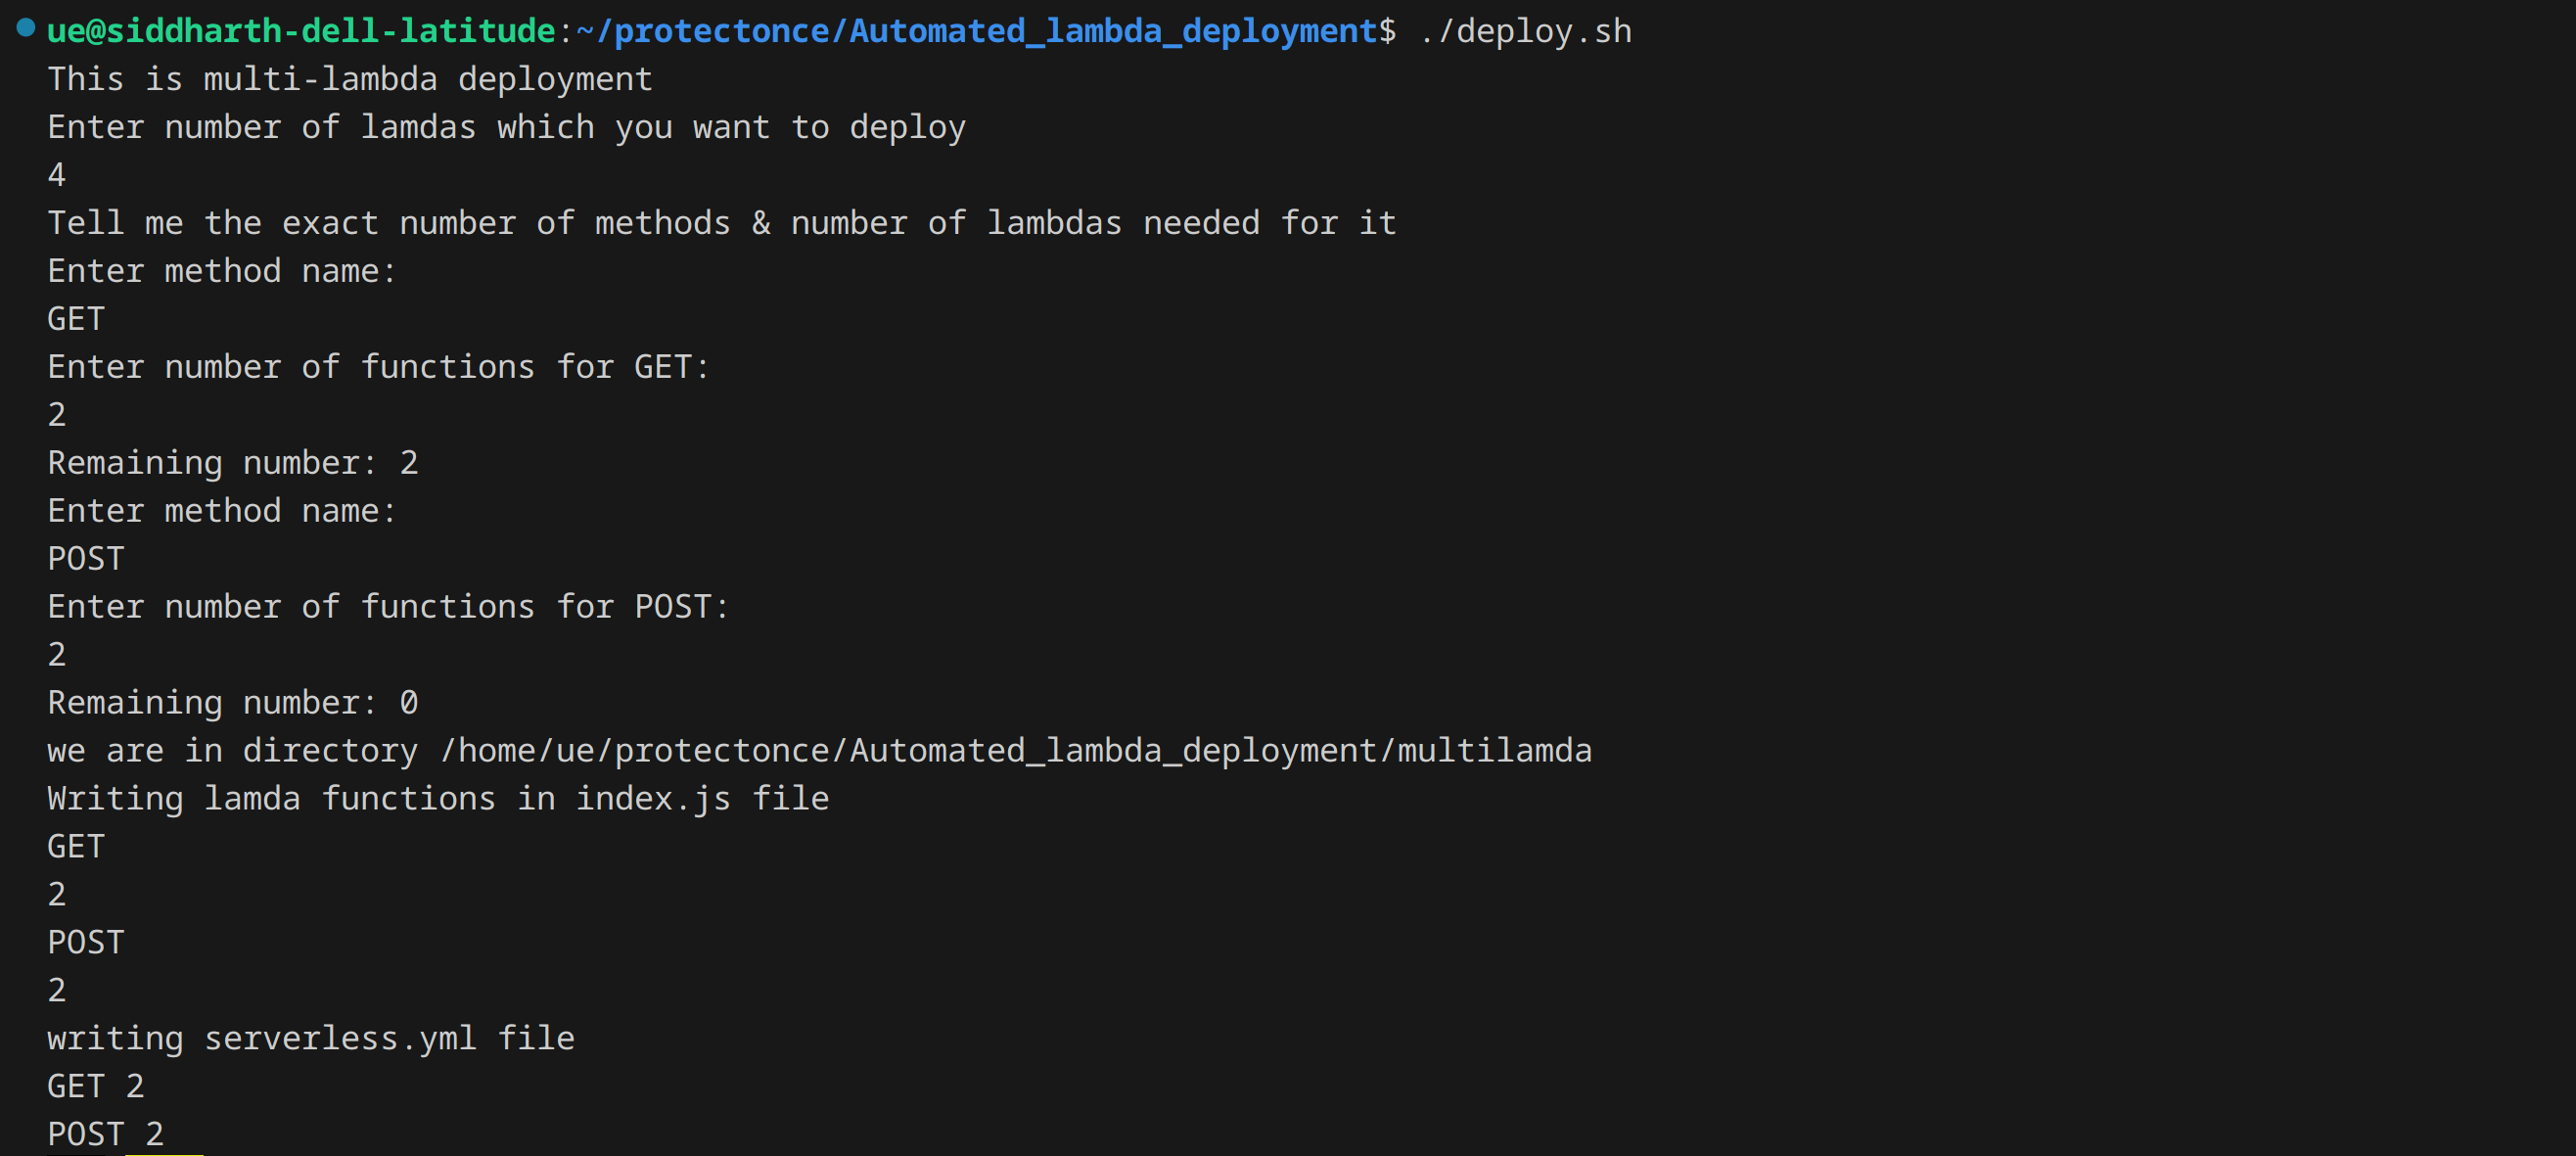 ue@siddharth-dell-latitude:~/protectonce/Automated_lambda_deployment$ ./deploy.sh
This is multi-lambda deployment
Enter number of lamdas which you want to deploy
4
Tell me the exact number of methods & number of lambdas needed for it
Enter method name:
GET
Enter number of functions for GET:
2
Remaining number: 2
Enter method name:
POST
Enter number of functions for POST:
2
Remaining number: 0
we are in directory /home/ue/protectonce/Automated_lambda_deployment/multilamda
Writing lamda functions in index.js file
GET
2
POST
2
writing serverless.yml file
GET 2
POST 2